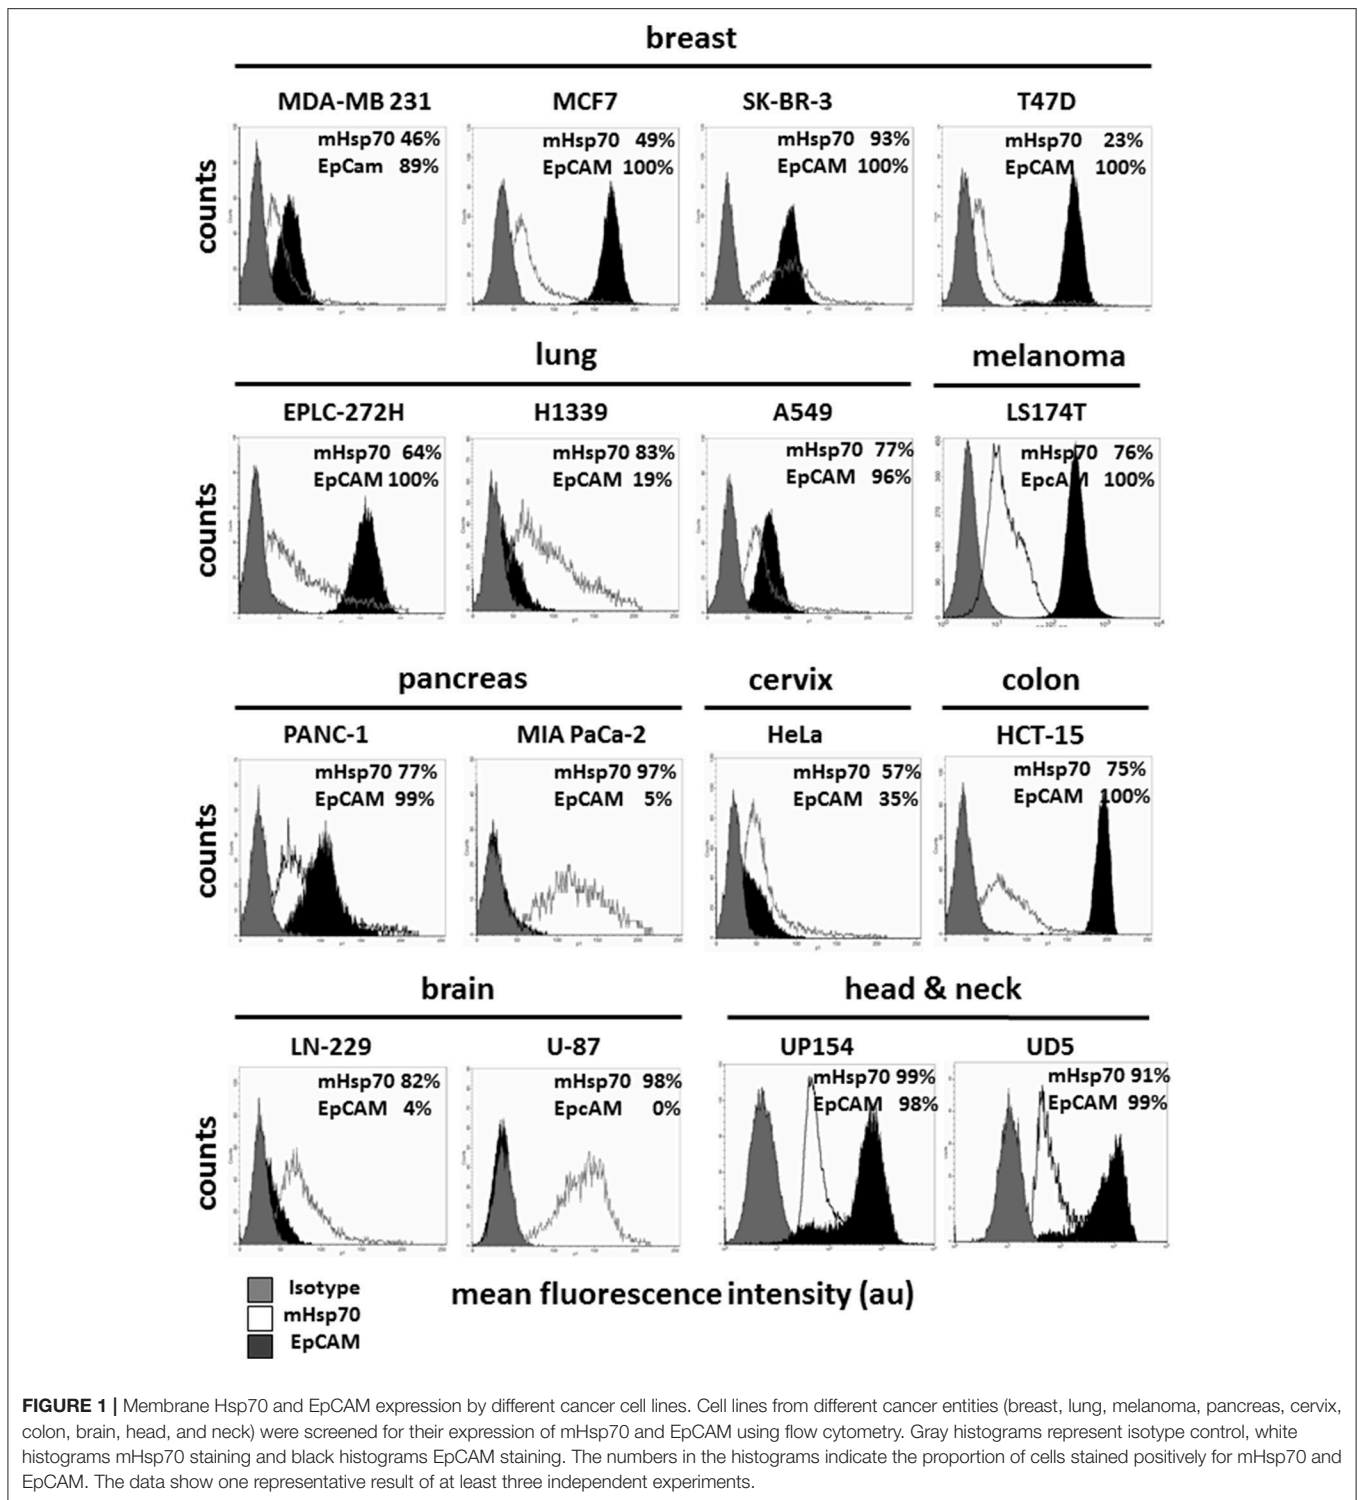 breast
MDA-MB 231 MCF7 SK-BR-3 T47D
counts
mHsp70 46%
EpCam 89%
mHsp70 49%
EpCAM 100%
mHsp70 93%
EpCAM 100%
mHsp70 23%
EpCAM 100%
lung melanoma
EPLC-272H H1339 A549 LS174T
counts
mHsp70 64%
EpCAM 100%
mHsp70 83%
EpCAM 19%
mHsp70 77%
EpCAM 96%
mHsp70 76%
EpcAM 100%
pancreas cervix colon
PANC-1 MIA PaCa-2 HeLa HCT-15
counts
mHsp70 77%
EpCAM 99%
mHsp70 97%
EpCAM 5%
mHsp70 57%
EpCAM 35%
mHsp70 75%
EpCAM 100%
brain head & neck
LN-229 U-87 UP154 UD5
counts
mHsp70 82%
EpCAM 4%
mHsp70 98%
EpcAM 0%
mHsp70 99%
EpCAM 98%
mHsp70 91%
EpCAM 99%
Isotype
mHsp70
EpCAM
mean fluorescence intensity (au)
FIGURE 1 | Membrane Hsp70 and EpCAM expression by different cancer cell lines. Cell lines from different cancer entities (breast, lung, melanoma, pancreas, cervix,
colon, brain, head, and neck) were screened for their expression of mHsp70 and EpCAM using flow cytometry. Gray histograms represent isotype control, white
histograms mHsp70 staining and black histograms EpCAM staining. The numbers in the histograms indicate the proportion of cells stained positively for mHsp70 and
EpCAM. The data show one representative result of at least three independent experiments.